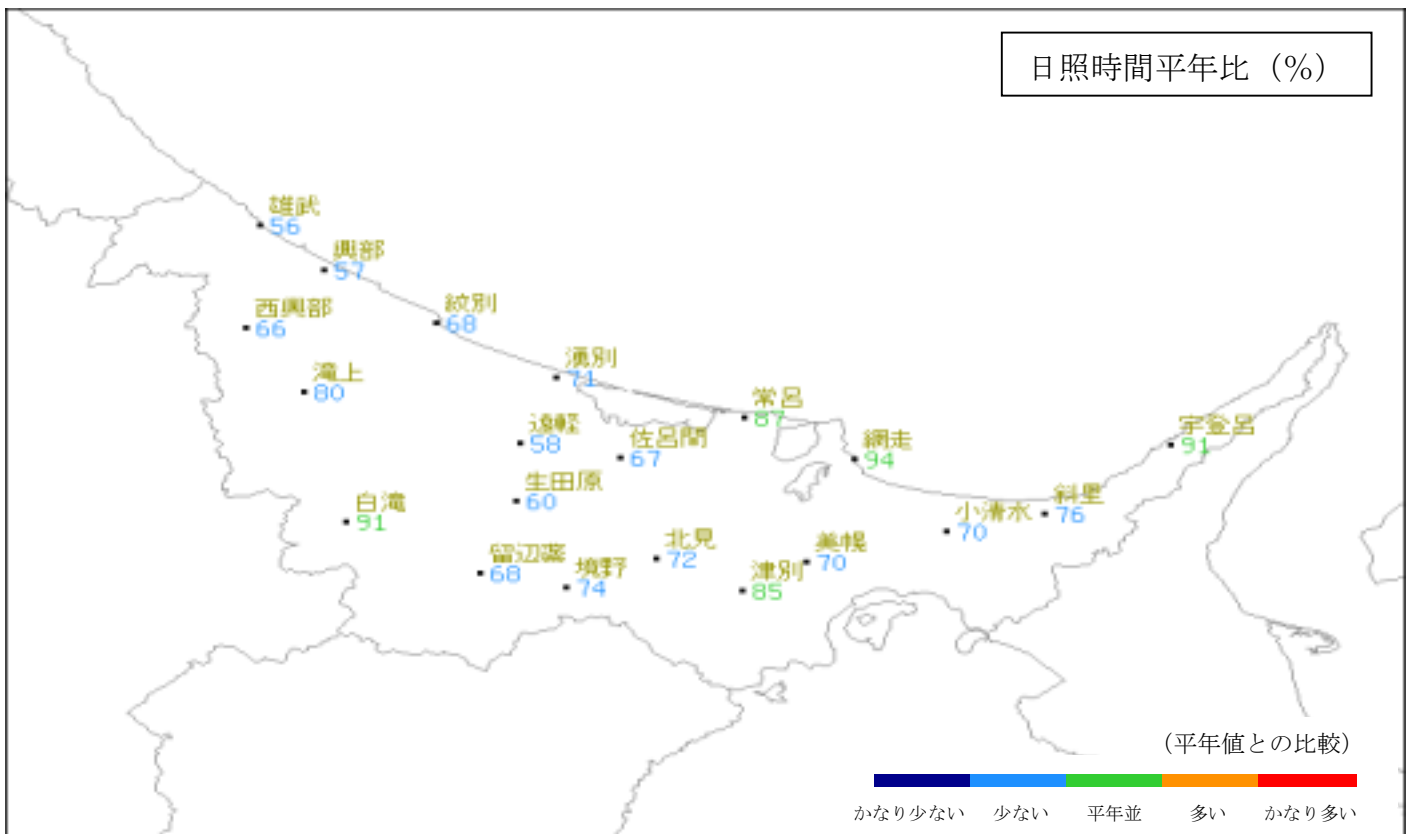 日照時間平年比（%）
雄武
56
興部
57
西興部
66
紋別
68
滝上
80
湧別
71
常呂
87
遠軽
58
佐呂間
67
網走
94
宇登呂
91
生田原
60
白滝
91
小清水
70
斜里
76
留辺蘂
68
境野
74
北見
72
美幌
70
津別
85
（平年値との比較）
かなり少ない 少ない 平年並 多い かなり多い